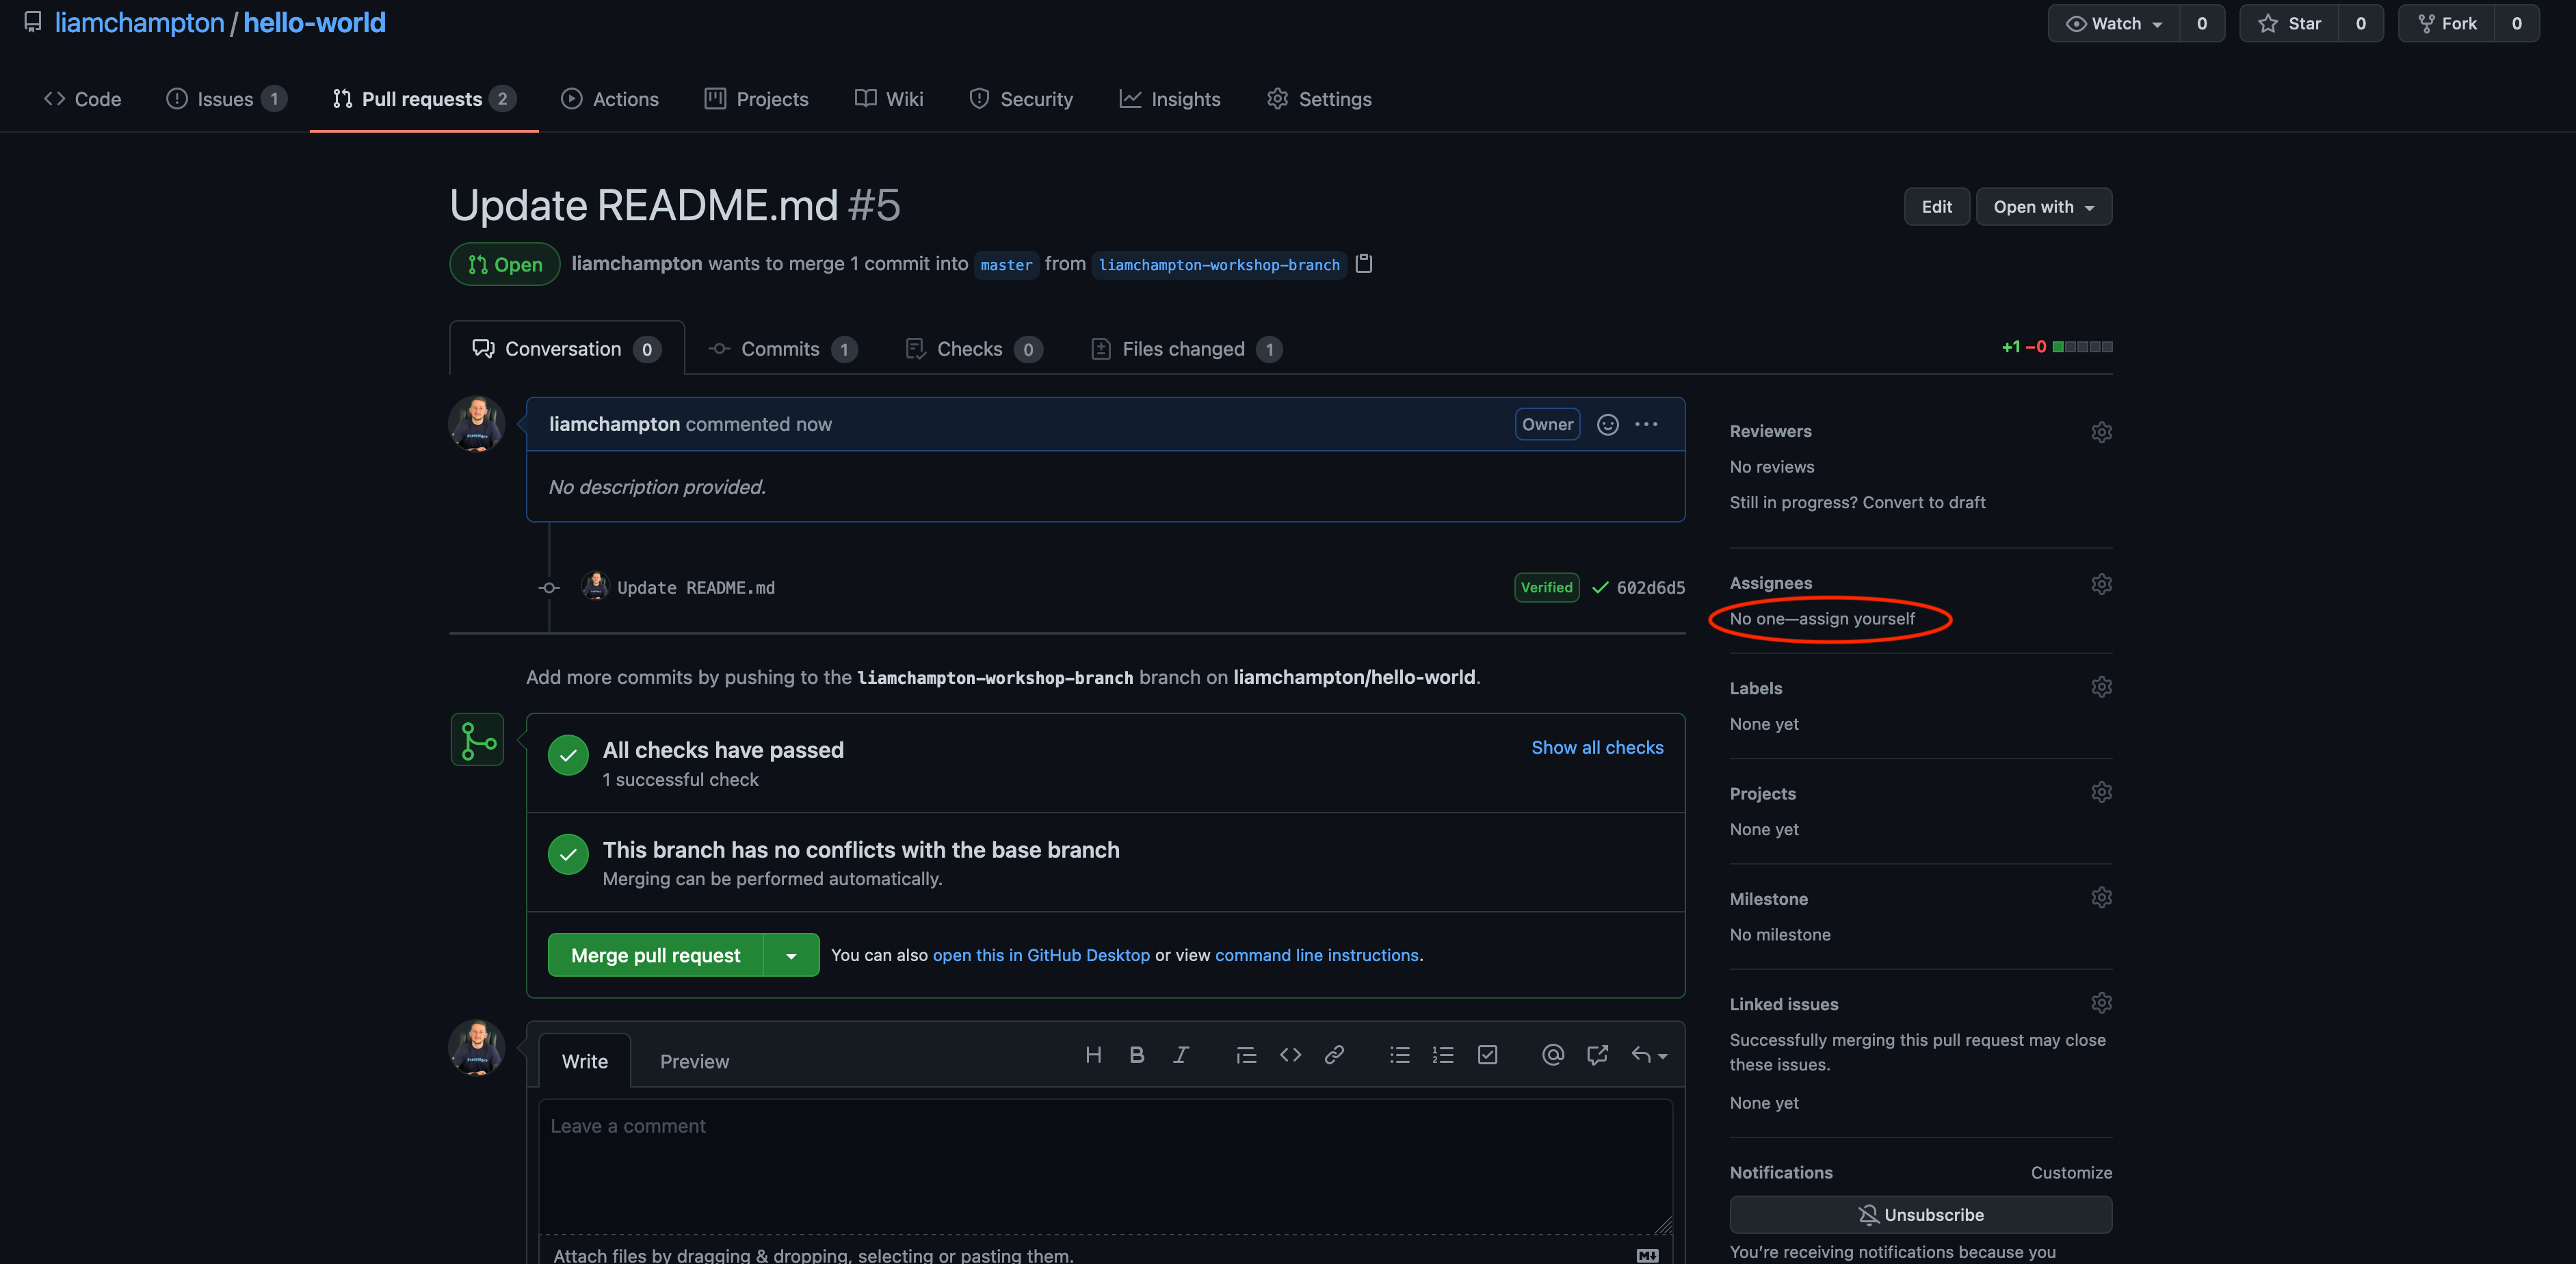 liamchampton / hello-world
Watch 0 Star 0 Fork 0
Code Issues 1 Pull requests 2 Actions Projects Wiki Security Insights Settings
Update README.md #5
Edit Open with
Open liamchampton wants to merge 1 commit into master from liamchampton-workshop-branch
Conversation 0 Commits 1 Checks 0 Files changed 1
+1 −0
liamchampton commented now Owner
No description provided.
Update README.md Verified 602d6d5
Add more commits by pushing to the liamchampton-workshop-branch branch on liamchampton/hello-world.
All checks have passed
Show all checks
1 successful check
This branch has no conflicts with the base branch
Merging can be performed automatically.
Merge pull request You can also open this in GitHub Desktop or view command line instructions.
Write Preview
Leave a comment
Attach files by dragging & dropping, selecting or pasting them.
Reviewers
No reviews
Still in progress? Convert to draft
Assignees
No one—assign yourself
Labels
None yet
Projects
None yet
Milestone
No milestone
Linked issues
Successfully merging this pull request may close
these issues.
None yet
Notifications Customize
Unsubscribe
You're receiving notifications because you